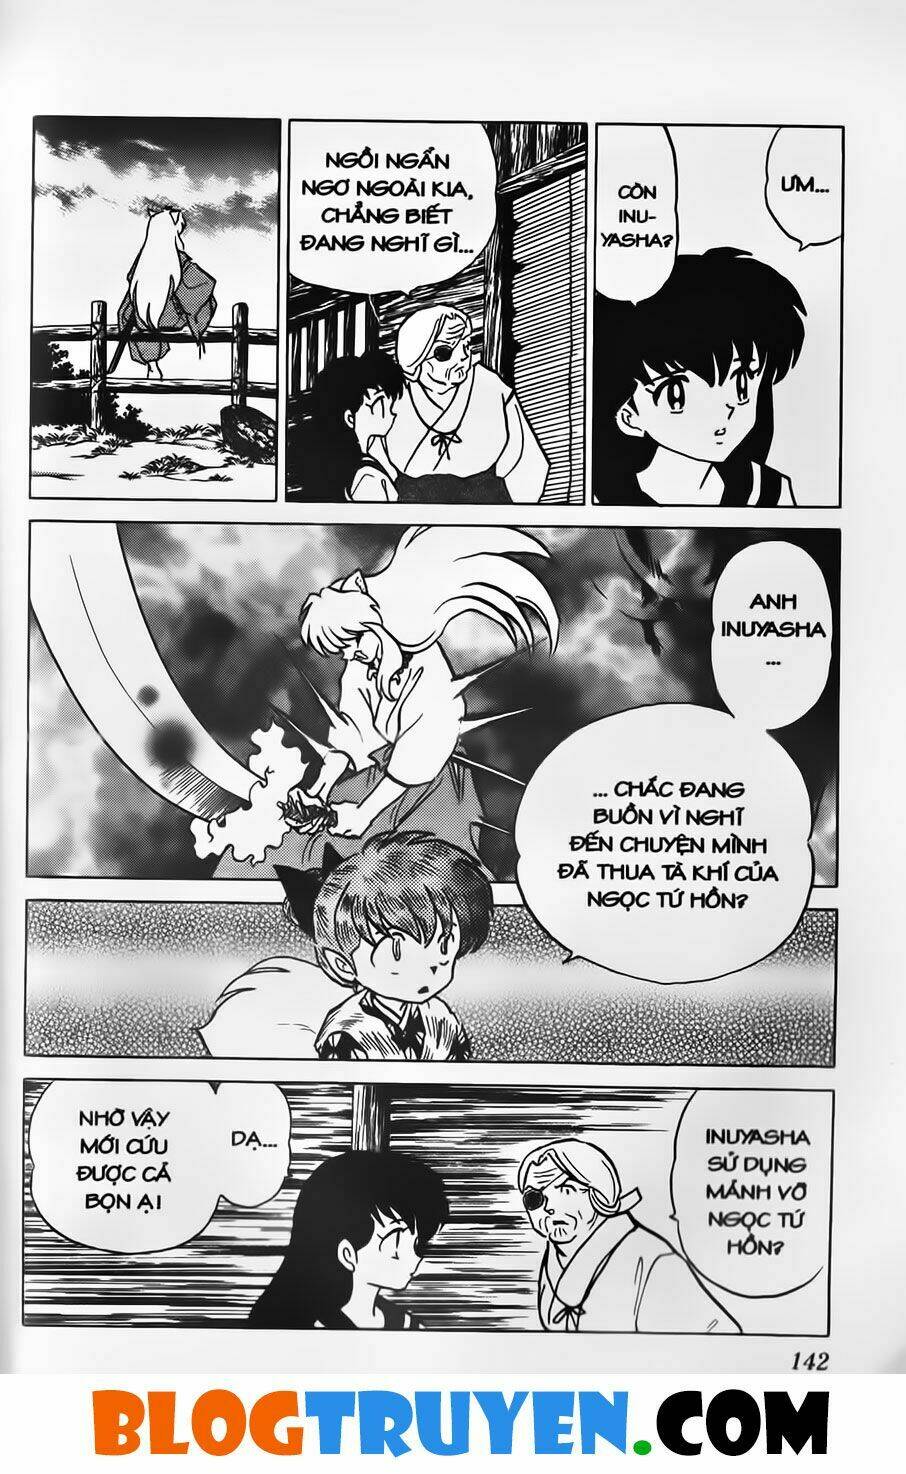 ƯM...
CÒN
INU-
YASHA?
NGỒI NGẨN
NGƠ NGOÀI KIA,
CHẲNG BIẾT
ĐANG NGHĨ GÌ...
ANH
INUYASHA
...
... CHẮC ĐANG
BUỒN VÌ NGHĨ
ĐẾN CHUYỆN MÌNH
ĐÃ THUA TÀ KHÍ CỦA
NGỌC TỨ HỒN?
INUYASHA
SỬ DỤNG
MẢNH VỠ
NGỌC TỨ
HỒN?
DẠ...
NHỜ VẬY
MỚI CỨU
ĐƯỢC CẢ
BỌN Ạ!
142
BLOGTRUYEN.COM